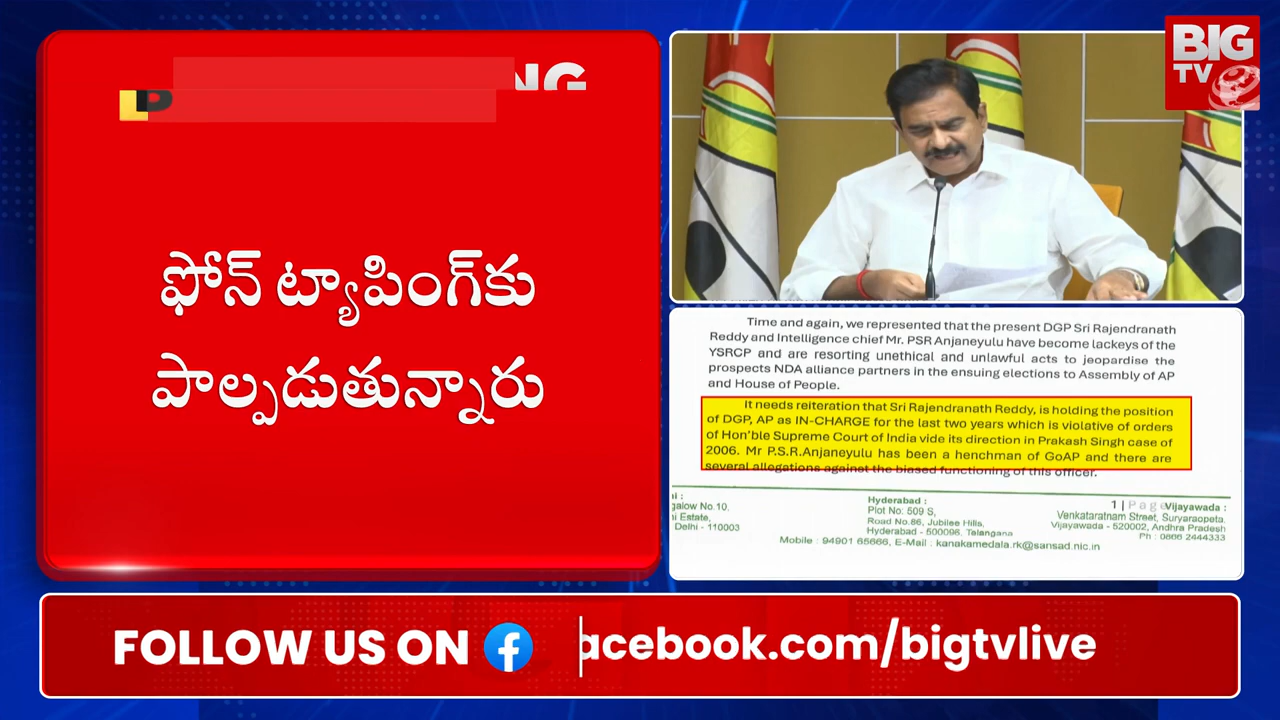 ఫోన్ ట్యాపింగ్‌కు
పాల్పడుతున్నారు
BIG
TV
Time and again, we represented that the present DGP Sri Rajendranath
Reddy and Intelligence chief Mr. PSR Anjaneyulu have become lackeys of the
YSRCP and are resorting unethical and unlawful acts to jeopardise the
prospects NDA alliance partners in the ensuing elections to Assembly of AP
and House of People.
It needs reiteration that Sri Rajendranath Reddy, is holding the position
of DGP, AP as IN-CHARGE for the last two years which is violative of orders
of Hon'ble Supreme Court of India vide its direction in Prakash Singh case of
2006. Mr P.S.R.Anjaneyulu has been a henchman of GoAP and there are
several allegations against the biased functioning of this officer.
1 | Page
No.10,
Estate,
Delhi - 110003
Hyderabad :
Plot No: 509 S,
Road No.86, Jubilee Hills,
Hyderabad - 500096, Telangana
Vijayawada :
Venkataratnam Street, Suryaraopeta,
Vijayawada - 520002, Andhra Pradesh
Ph : 0866 2444333
Mobile : 94901 65666, E-Mail : kanakamedala.rk@sansad.nic.in
FOLLOW US ON
acebook.com/bigtvlive